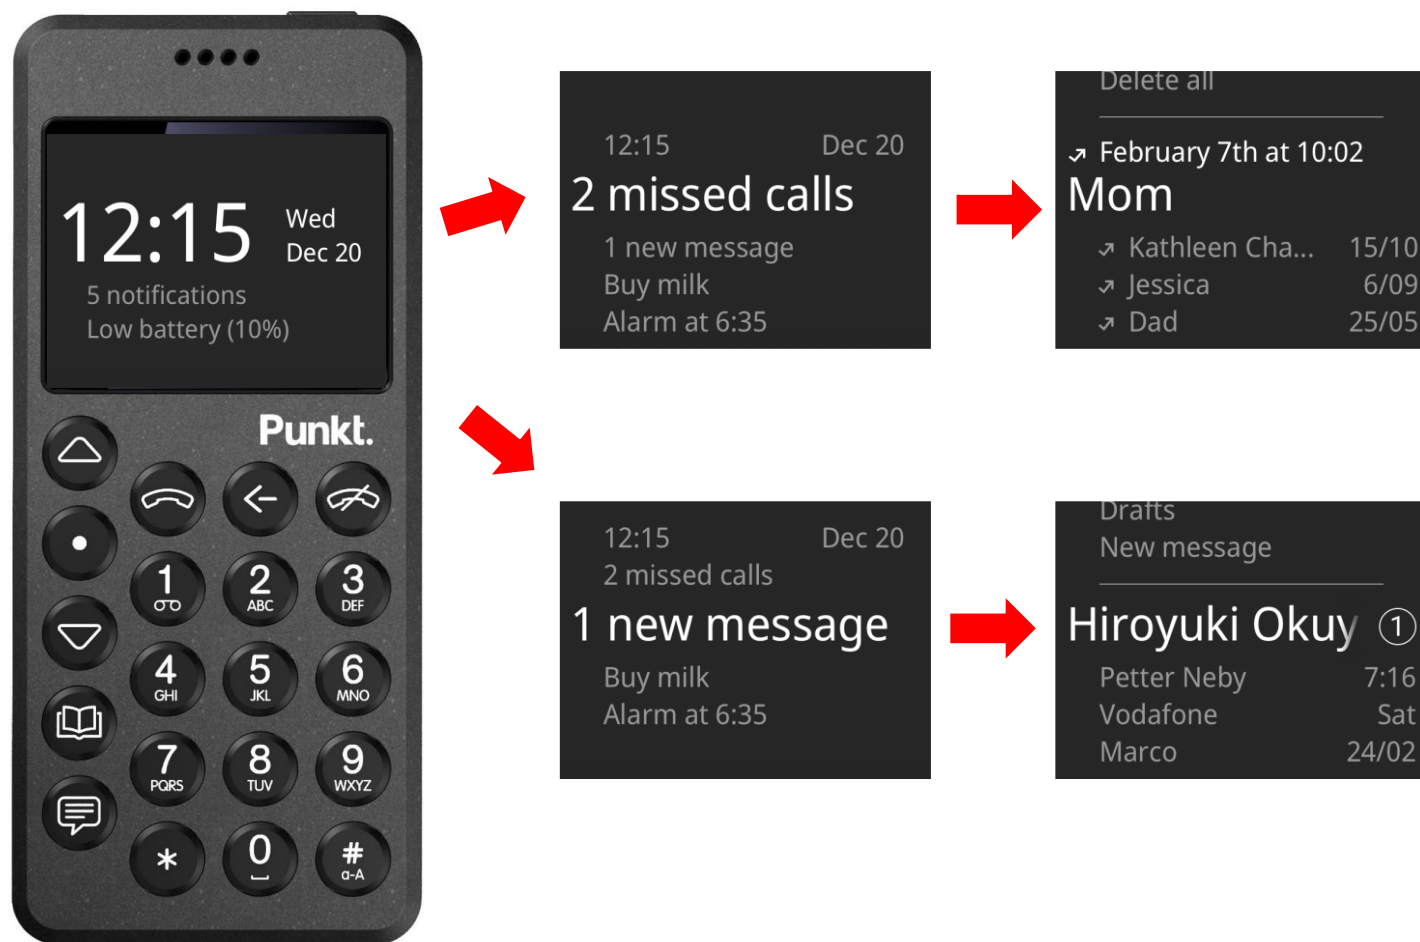 12:15
Wed
Dec 20
5 notifications
Low battery (10%)
Punkt.
1
2 ABC
3 DEF
4 GHI
5 JKL
6 MNO
7 PQRS
8 TUV
9 WXYZ
*
0
# a-A
12:15 Dec 20
2 missed calls
1 new message
Buy milk
Alarm at 6:35
Delete all
February 7th at 10:02
Mom
Kathleen Cha... 15/10
Jessica 6/09
Dad 25/05
12:15 Dec 20
2 missed calls
1 new message
Buy milk
Alarm at 6:35
Drafts
New message
Hiroyuki Okuy 1
Petter Neby 7:16
Vodafone Sat
Marco 24/02